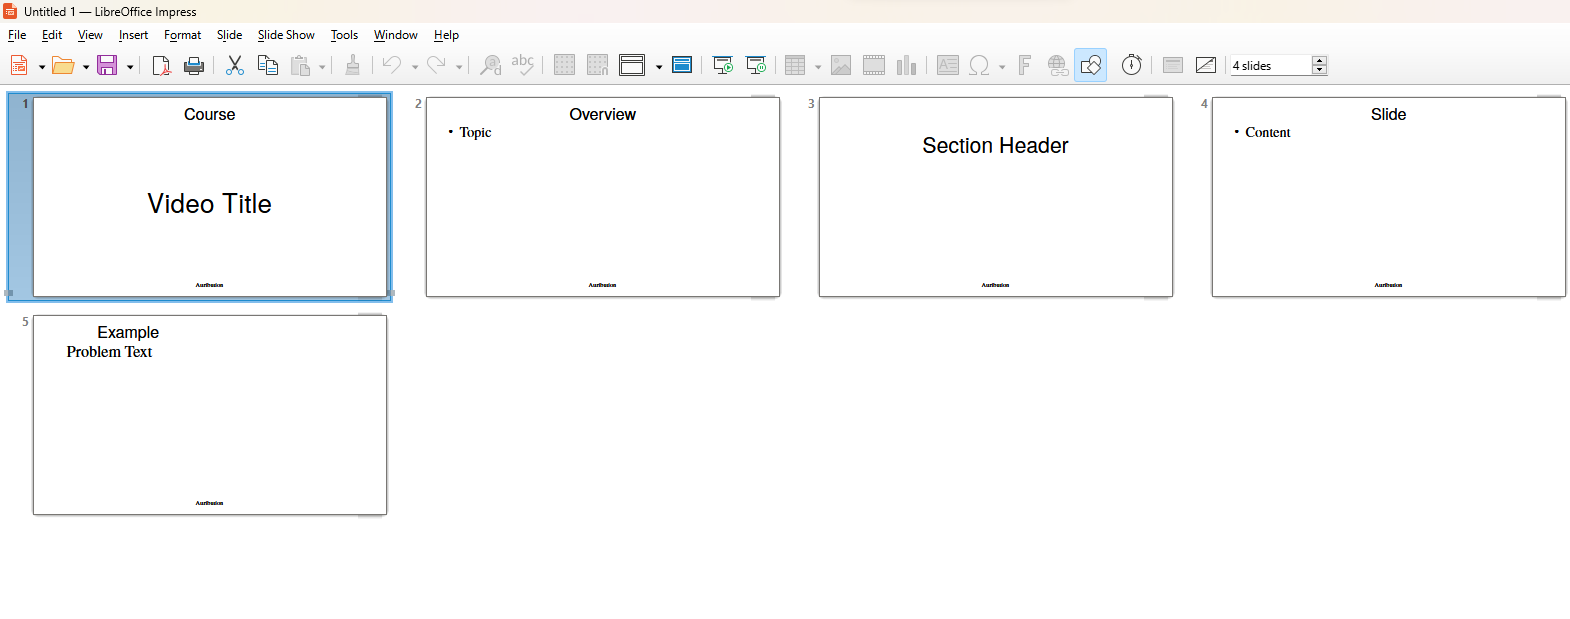 Untitled 1 — LibreOffice Impress
File Edit View Insert Format Slide Slide Show Tools Window Help
abc
4 slides
1
Course
Video Title
Attribution
2
Overview
• Topic
Attribution
3
Section Header
Attribution
4
Slide
• Content
Attribution
5
Example
Problem Text
Attribution